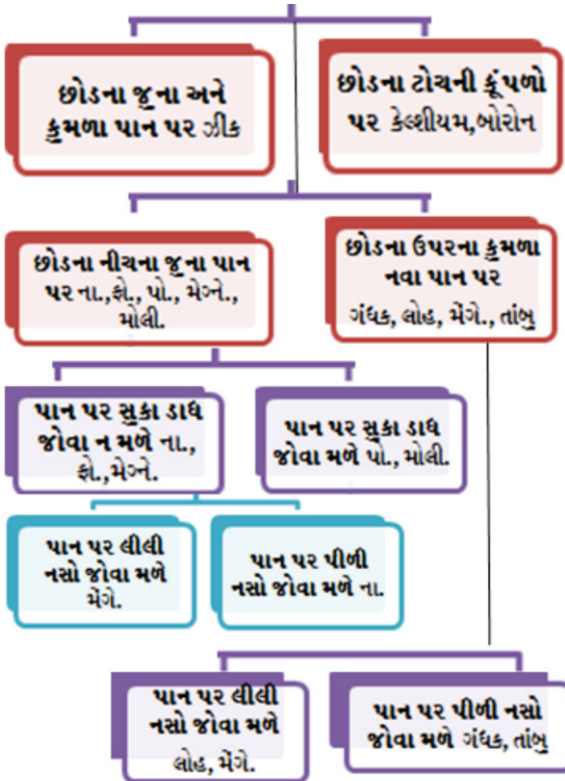 છોડના જુના અને
કુમળા પાન પર ઝીંક
છોડના ટોચની કૂંપળો
પર કેલ્શીયમ,બોરોન
છોડના નીચના જુના પાન
પર ના.,ફો., પો., મેગ્ને.,
મોલી.
છોડના ઉપરના કુમળા
નવા પાન પર
ગંધક, લોહ, મેંગે., તાંબુ
પાન પર સુકા ડાઘ
જોવા ન મળે ના.,
ફો.,મેગ્ને.
પાન પર સુકા ડાઘ
જોવા મળે પો., મોલી.
પાન પર લીલી
નસો જોવા મળે
મેંગે.
પાન પર પીળી
નસો જોવા મળે ના.
પાન પર લીલી
નસો જોવા મળે
લોહ, મેંગે.
પાન પર પીળી નસો
જોવા મળે ગંધક, તાંબુ